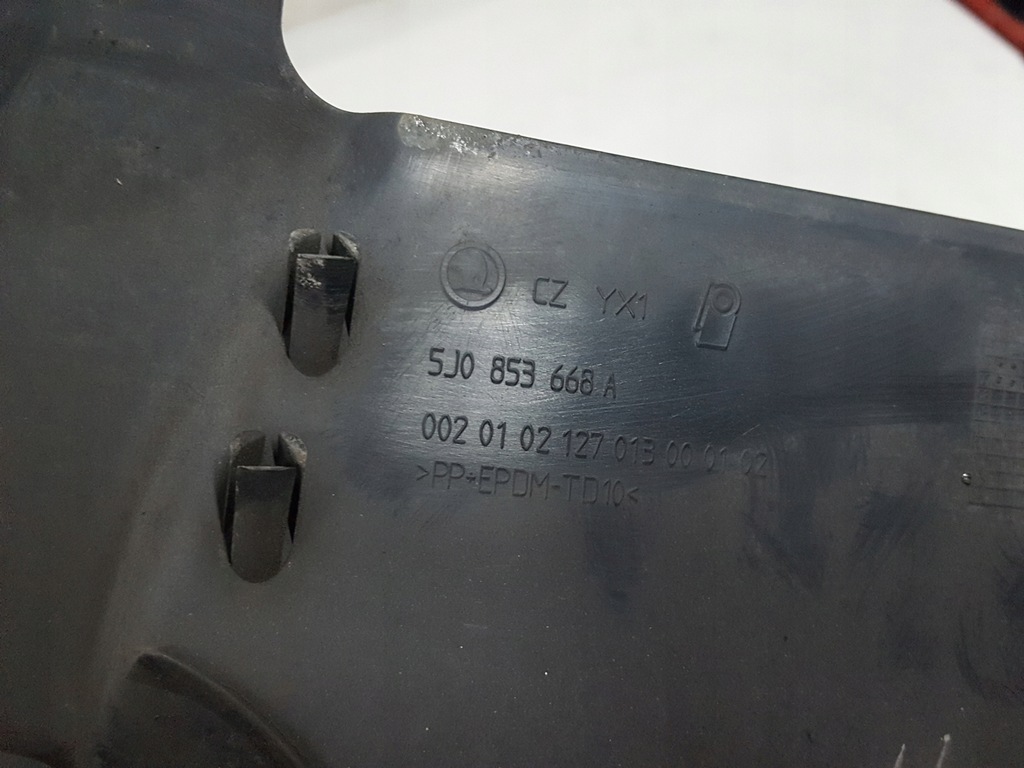 CZ YX1
5J0 853 668 A
002 01 02 127 013 00 01 02
>PP+EPDM-TD10<